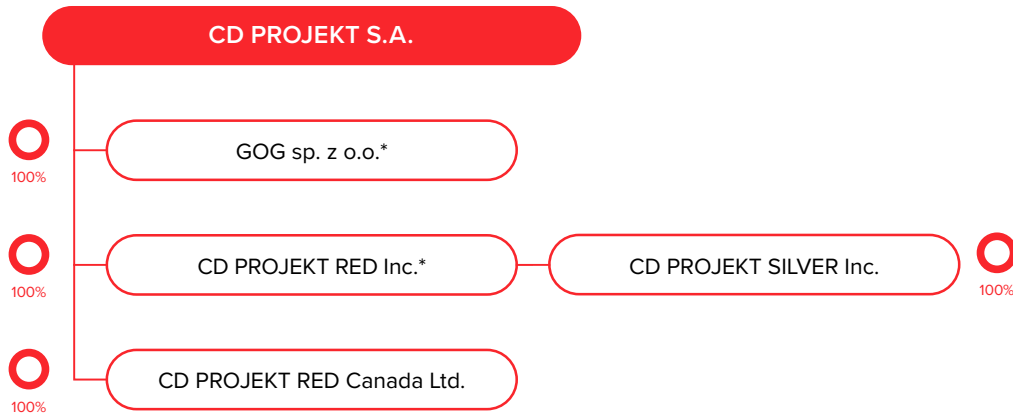 CD PROJEKT S.A.
GOG sp. z o.o.*
100%
CD PROJEKT RED Inc.*
CD PROJEKT SILVER Inc.
100%
100%
CD PROJEKT RED Canada Ltd.
100%